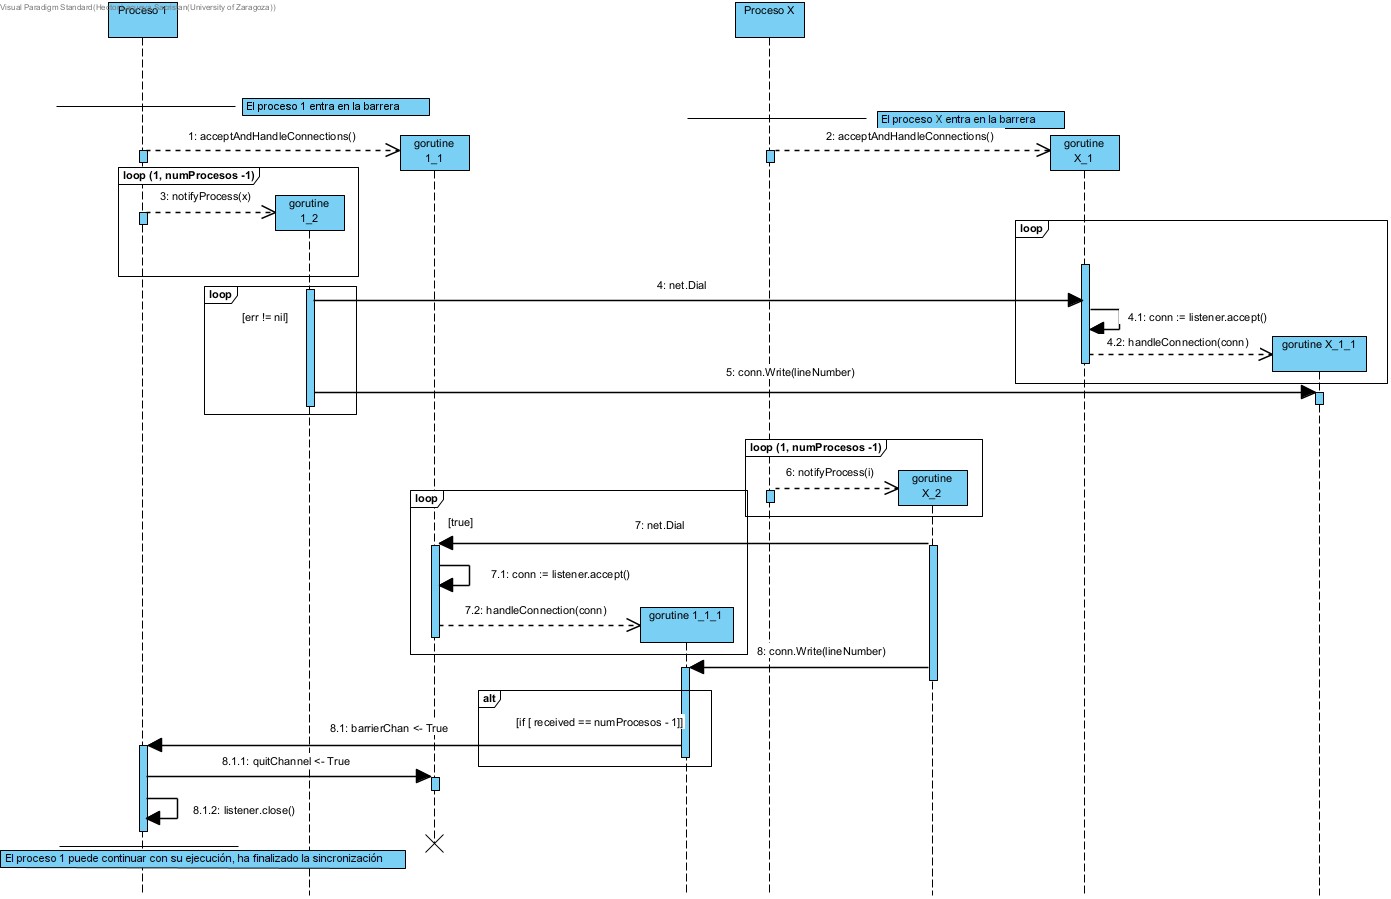 Visual Paradigm Standard(Hector (University of Zaragoza))
Proceso 1
Proceso X
El proceso 1 entra en la barrera
El proceso X entra en la barrera
1: acceptAndHandleConnections()
gorutine
1_1
2: acceptAndHandleConnections()
gorutine
X_1
loop (1, numProcesos -1)
3: notifyProcess(x)
gorutine
1_2
loop
loop
4: net.Dial
[err != nil]
4.1: conn := listener.accept()
4.2: handleConnection(conn)
gorutine X_1_1
5: conn.Write(lineNumber)
loop (1, numProcesos -1)
6: notifyProcess(i)
gorutine
X_2
loop
[true]
7: net.Dial
7.1: conn := listener.accept()
7.2: handleConnection(conn)
gorutine 1_1_1
8: conn.Write(lineNumber)
alt
[if [ received == numProcesos - 1]]
8.1: barrierChan <- True
8.1.1: quitChannel <- True
8.1.2: listener.close()
El proceso 1 puede continuar con su ejecución, ha finalizado la sincronización